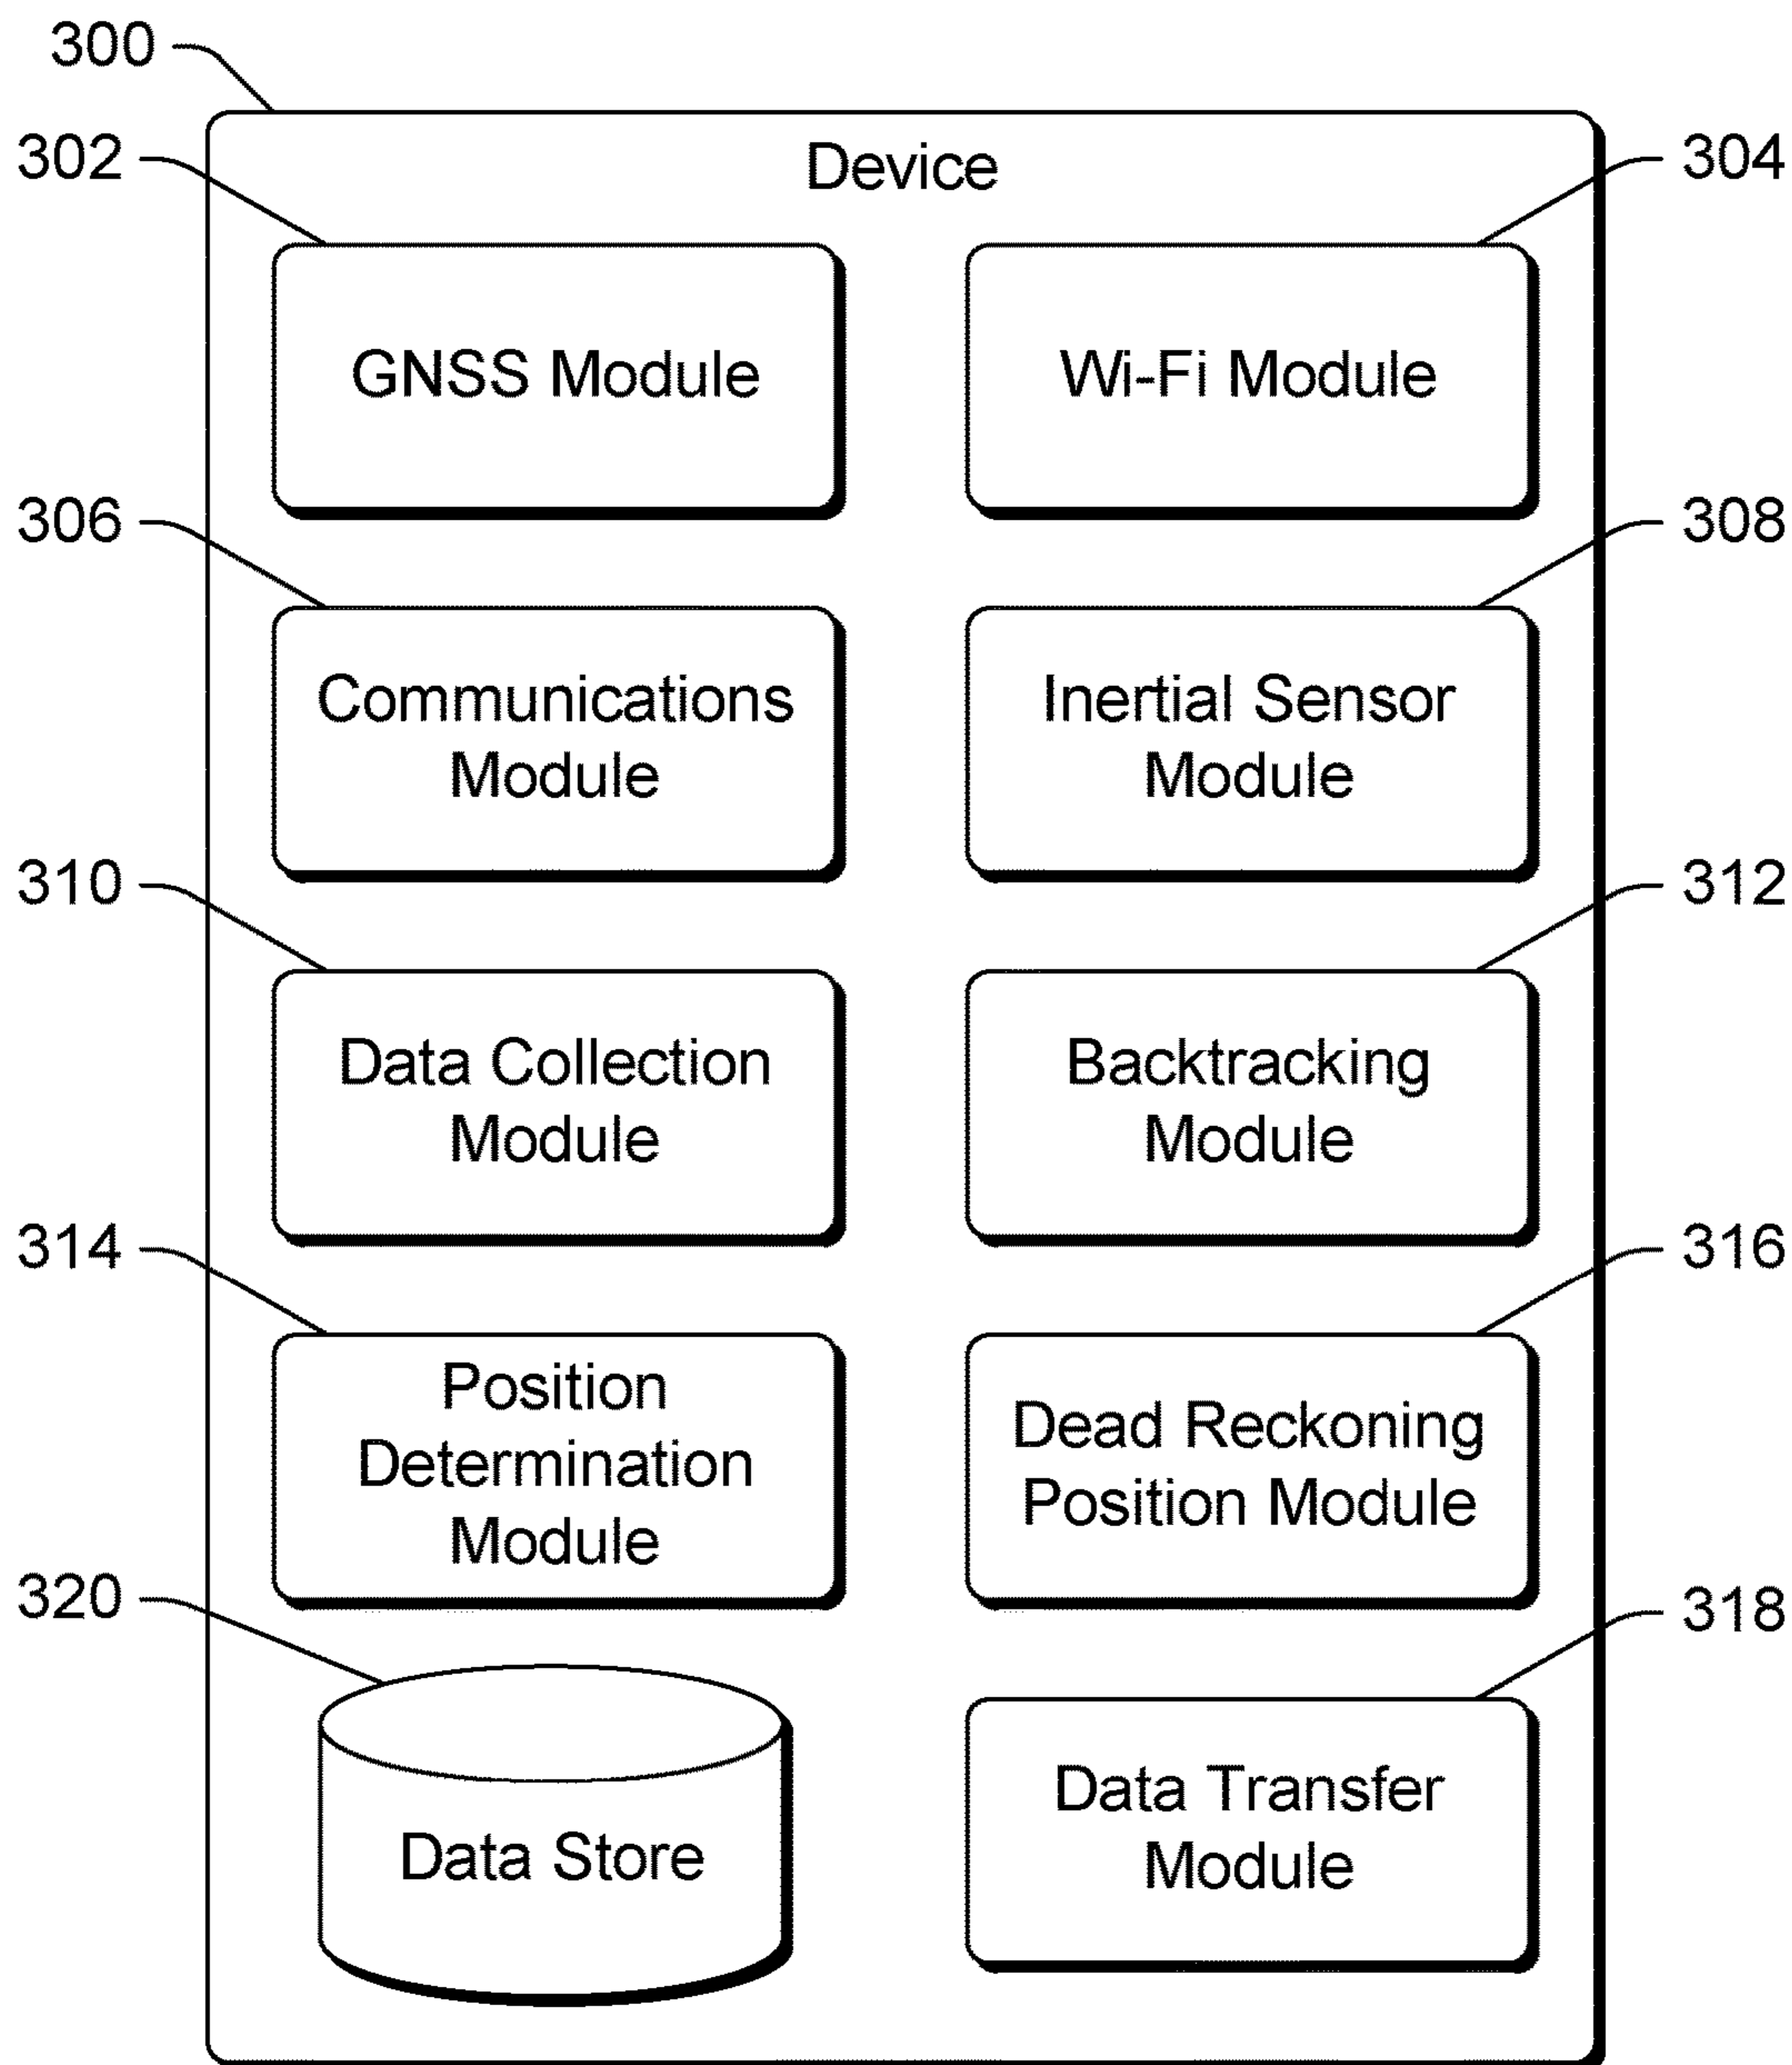 300
302
Device
304
GNSS Module
Wi-Fi Module
306
308
Communications
Module
Inertial Sensor
Module
310
312
Data Collection
Module
Backtracking
Module
314
316
Position
Determination
Module
Dead Reckoning
Position Module
320
318
Data Store
Data Transfer
Module